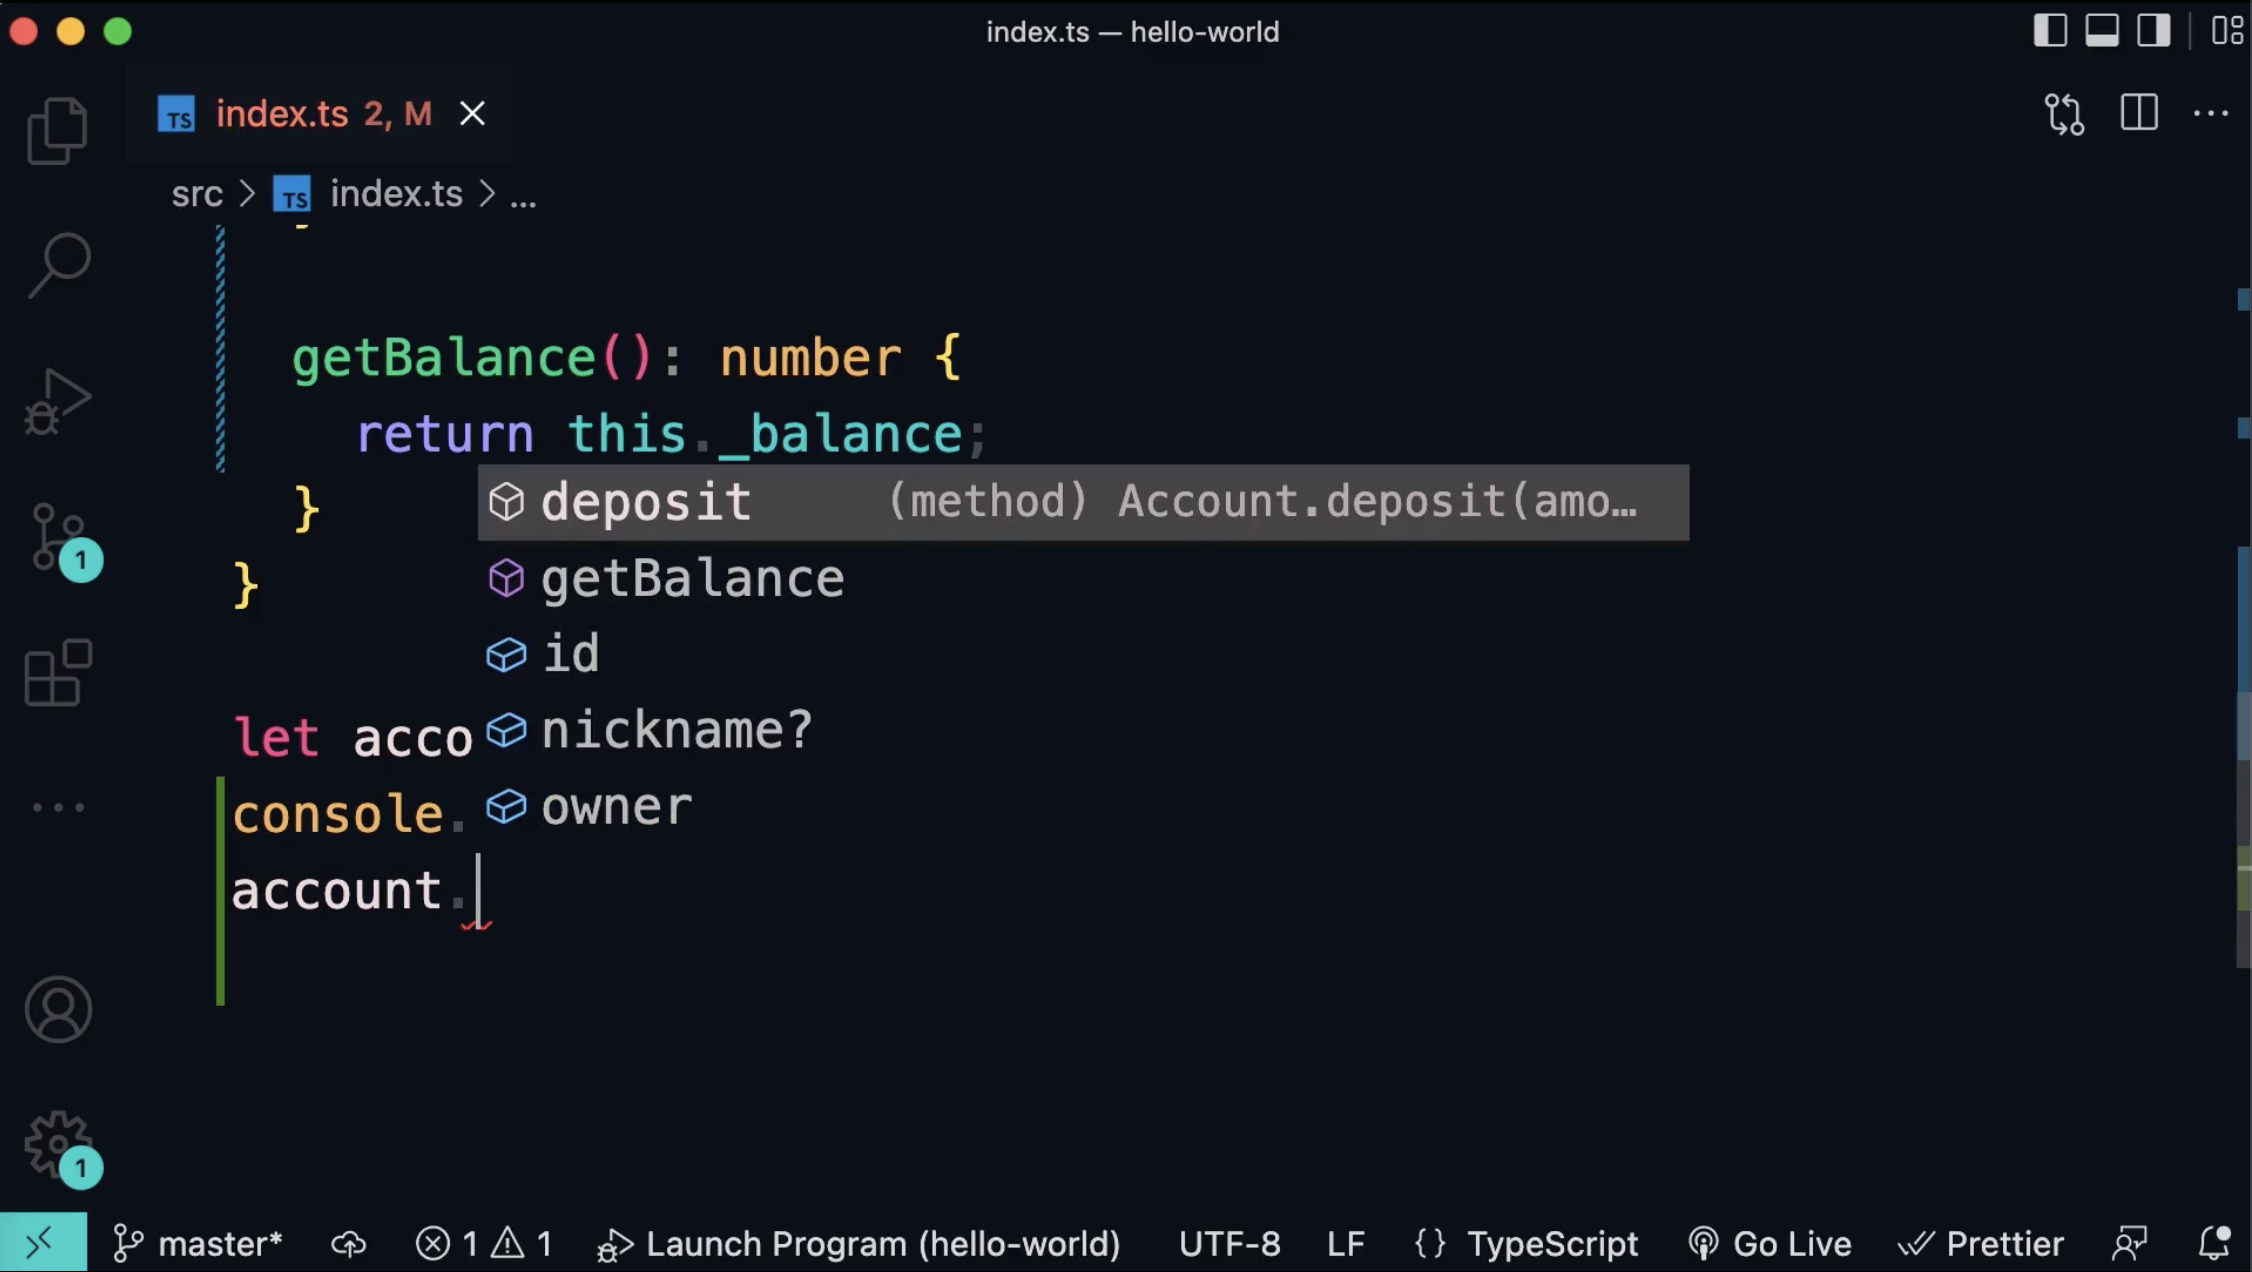 index.ts — hello-world
TS index.ts 2, M
src > TS index.ts > ...
}
getBalance(): number {
return this._balance;
}
}
deposit (method) Account.deposit(amo…
getBalance
id
nickname?
owner
let acco
console.
account.
1
1
master* 1 1 Launch Program (hello-world) UTF-8 LF {} TypeScript Go Live Prettier